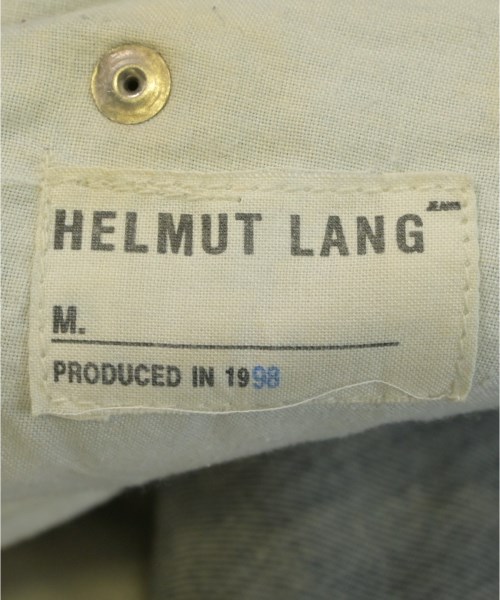 HELMUT LANG JEANS
M.
PRODUCED IN 1998